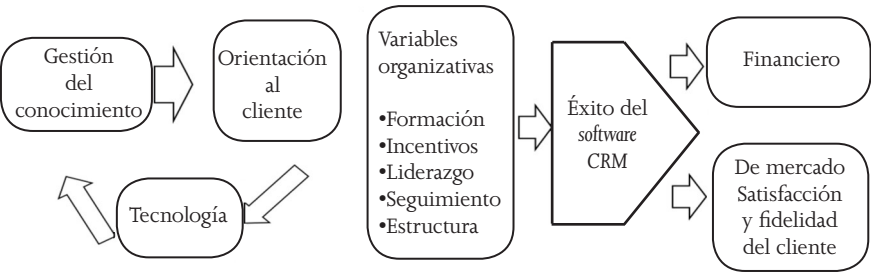 Gestión
del
conocimiento
Orientación
al
cliente
Tecnología
Variables
organizativas
•Formación
•Incentivos
•Liderazgo
•Seguimiento
•Estructura
Éxito del
software
CRM
Financiero
De mercado
Satisfacción
y fidelidad
del cliente